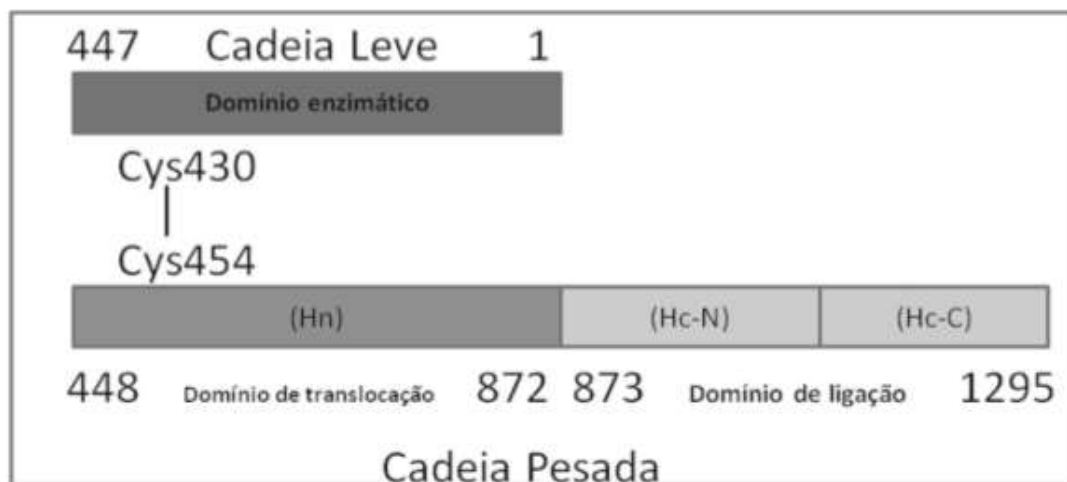 447 Cadeia Leve 1
Domínio enzimático
Cys430
Cys454
(Hn) (Hc-N) (Hc-C)
448 Domínio de translocação 872 873 Domínio de ligação 1295
Cadeia Pesada